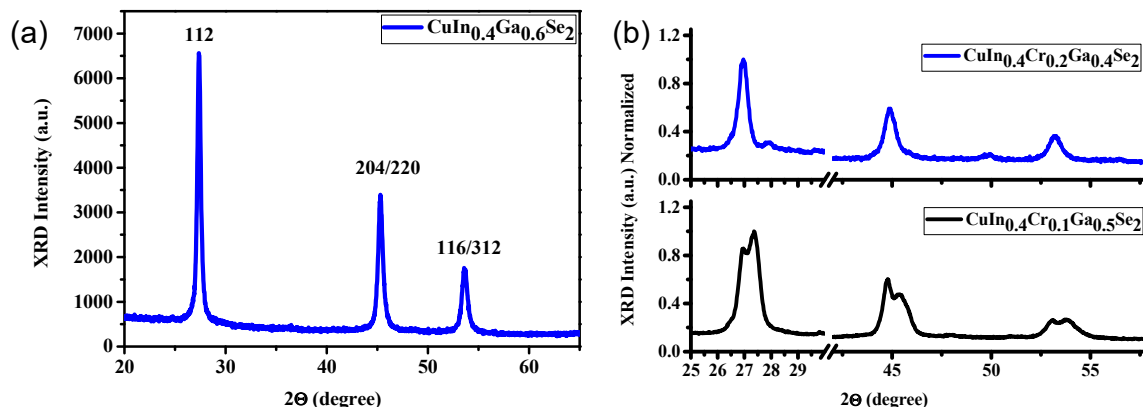 (a)
CuIn0.4Ga0.6Se2
112
204/220
116/312
XRD Intensity (a.u.)
7000
6000
5000
4000
3000
2000
1000
0
20 30 40 50 60
2Θ (degree)
(b)
XRD Intensity (a.u.) Normalized
CuIn0.4Cr0.2Ga0.4Se2
1.2
0.8
0.4
0.0
CuIn0.4Cr0.1Ga0.5Se2
1.2
0.8
0.4
0.0
25 26 27 28 29 45 50 55
2Θ (degree)